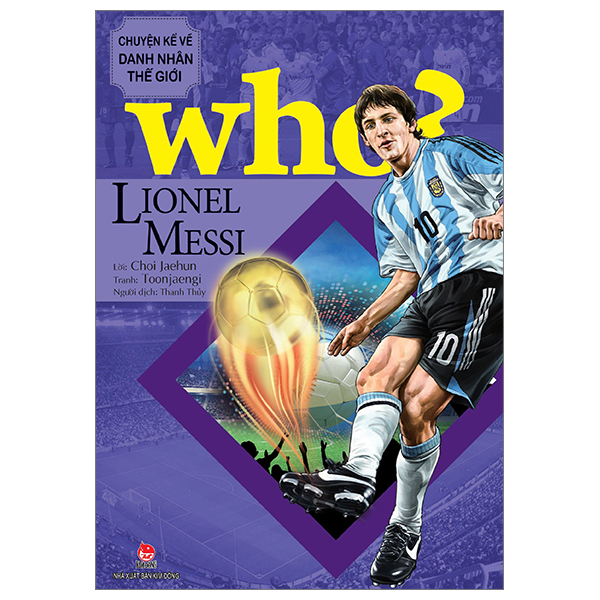 CHUYỆN KỂ VỀ
DANH NHÂN
THẾ GIỚI
who?
LIONEL
MESSI
Lời: Choi Jaehun
Tranh: Toonjaengi
Người dịch: Thanh Thủy
10
10
NHÀ XUẤT BẢN KIM ĐỒNG